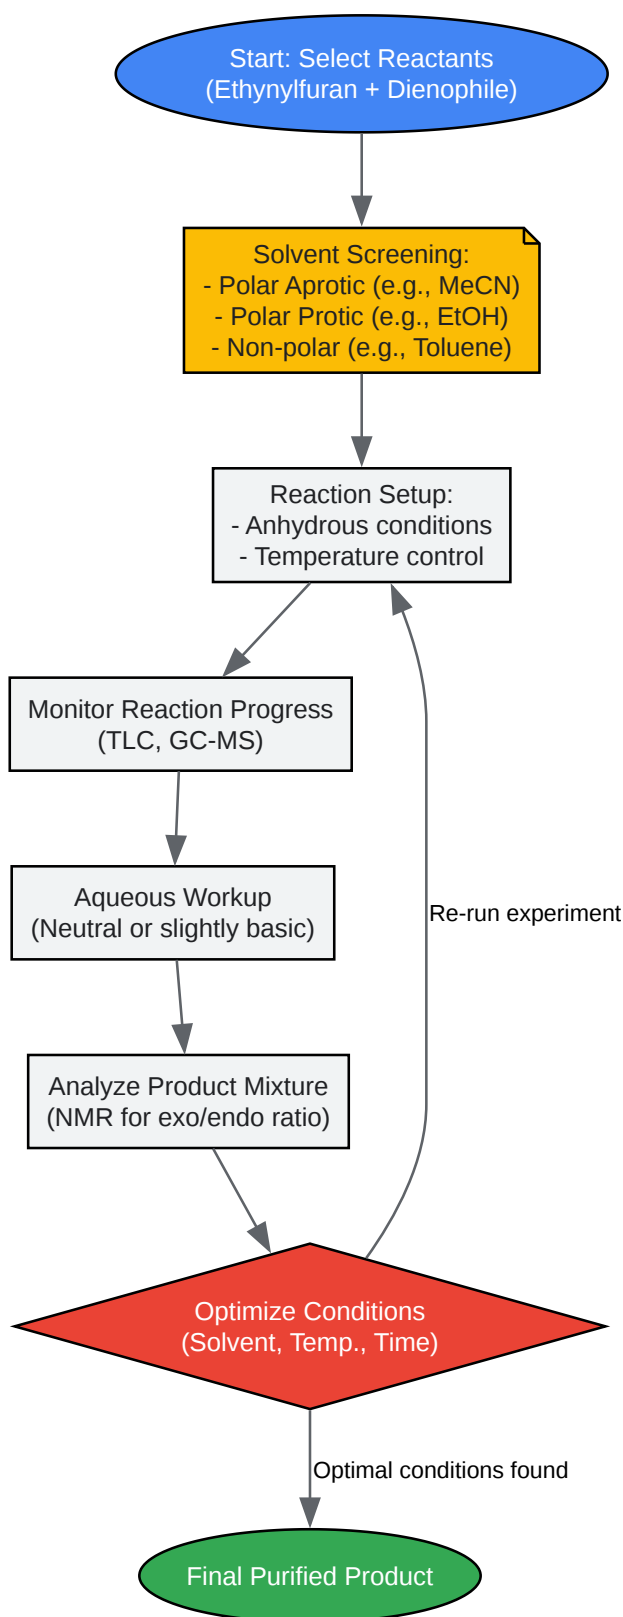 Start: Select Reactants
(Ethynylfuran + Dienophile)
Solvent Screening:
- Polar Aprotic (e.g., MeCN)
- Polar Protic (e.g., EtOH)
- Non-polar (e.g., Toluene)
Reaction Setup:
- Anhydrous conditions
- Temperature control
Monitor Reaction Progress
(TLC, GC-MS)
Aqueous Workup
(Neutral or slightly basic)
Re-run experiment
Analyze Product Mixture
(NMR for exo/endo ratio)
Optimize Conditions
(Solvent, Temp., Time)
Optimal conditions found
Final Purified Product